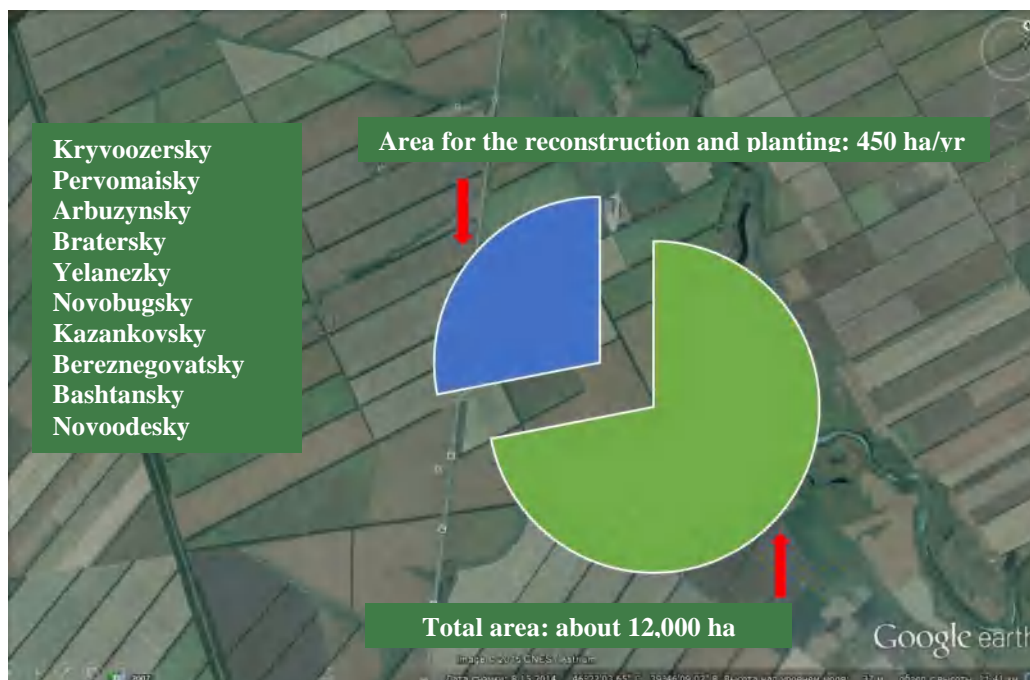 Area for the reconstruction and planting: 450 ha/yr
Kryvoozersky
Pervomaisky
Arbuzynsky
Bratersky
Yelanezky
Novobugsky
Kazankovsky
Bereznegovatsky
Bashtansky
Novoodesky
Total area: about 12,000 ha
Google earth
2007